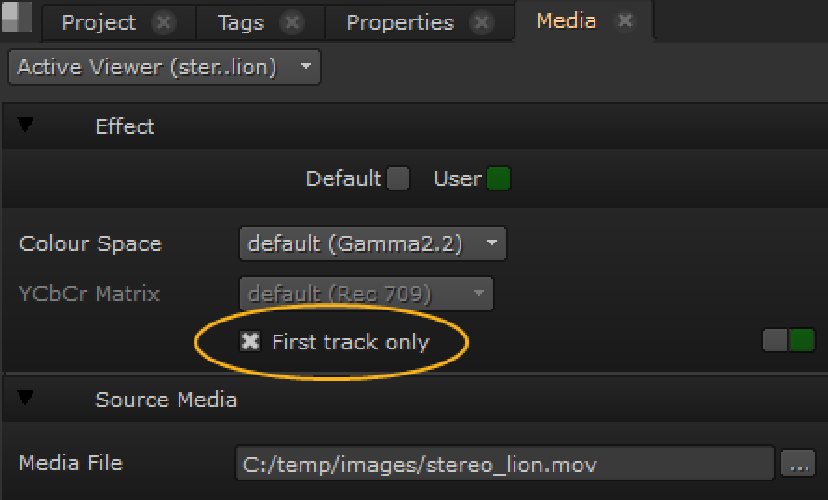 Project Tags Properties Media
Active Viewer (ster..lion)
Effect
Default User
Colour Space default (Gamma2.2)
YCbCr Matrix default (Rec 709)
First track only
Source Media
Media File C:/temp/images/stereo_lion.mov ...